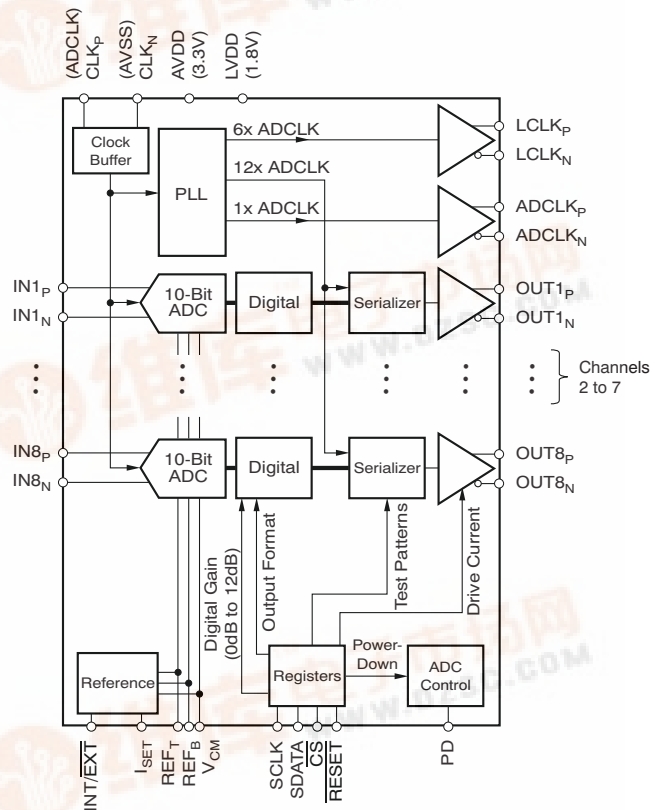 (ADCLK)
CLKP
(AVSS)
CLKN
AVDD
(3.3V)
LVDD
(1.8V)
Clock
Buffer
PLL
6x ADCLK
12x ADCLK
1x ADCLK
LCLKP
LCLKN
ADCLKP
ADCLKN
IN1P
IN1N
10-Bit
ADC
Digital
Serializer
OUT1P
OUT1N
Channels
2 to 7
IN8P
IN8N
10-Bit
ADC
Digital
Serializer
OUT8P
OUT8N
Digital Gain
(0dB to 12dB)
Output Format
Test Patterns
Drive Current
Reference
Registers
Power-
Down
ADC
Control
INT/EXT
ISET
REFT
REFB
VCM
SCLK
SDATA
CS
RESET
PD